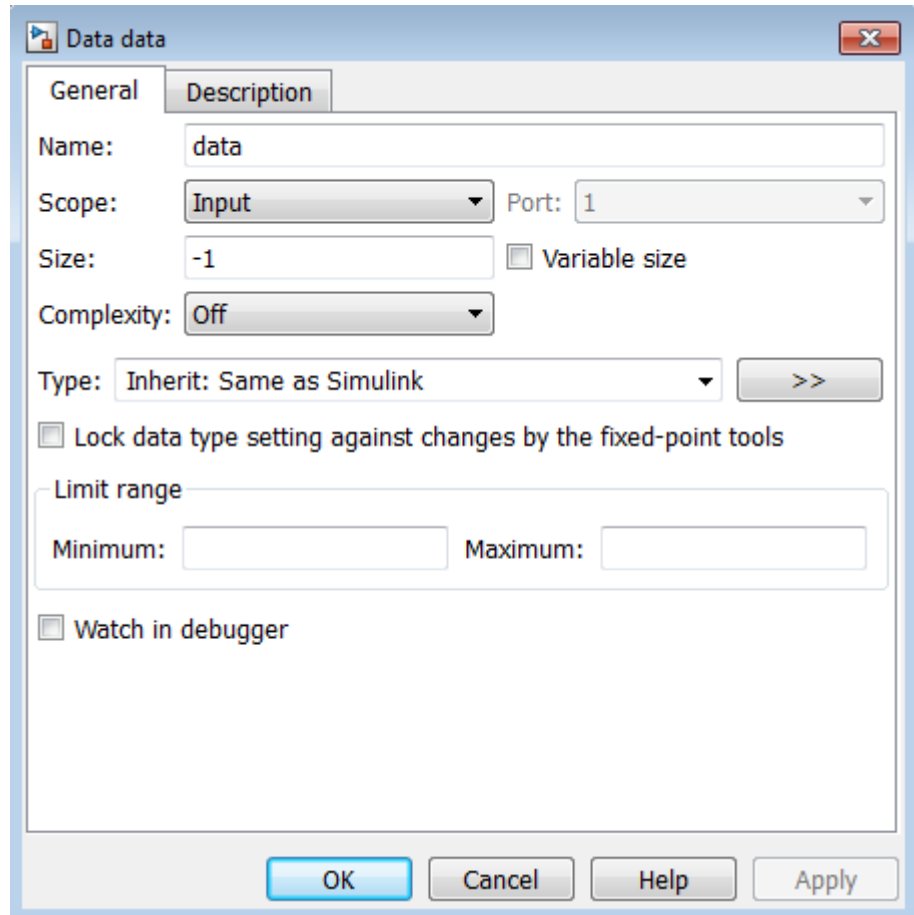 Data data
General Description
Name: data
Scope: Input Port: 1
Size: -1 Variable size
Complexity: Off
Type: Inherit: Same as Simulink >>
Lock data type setting against changes by the fixed-point tools
Limit range
Minimum: Maximum:
Watch in debugger
OK Cancel Help Apply